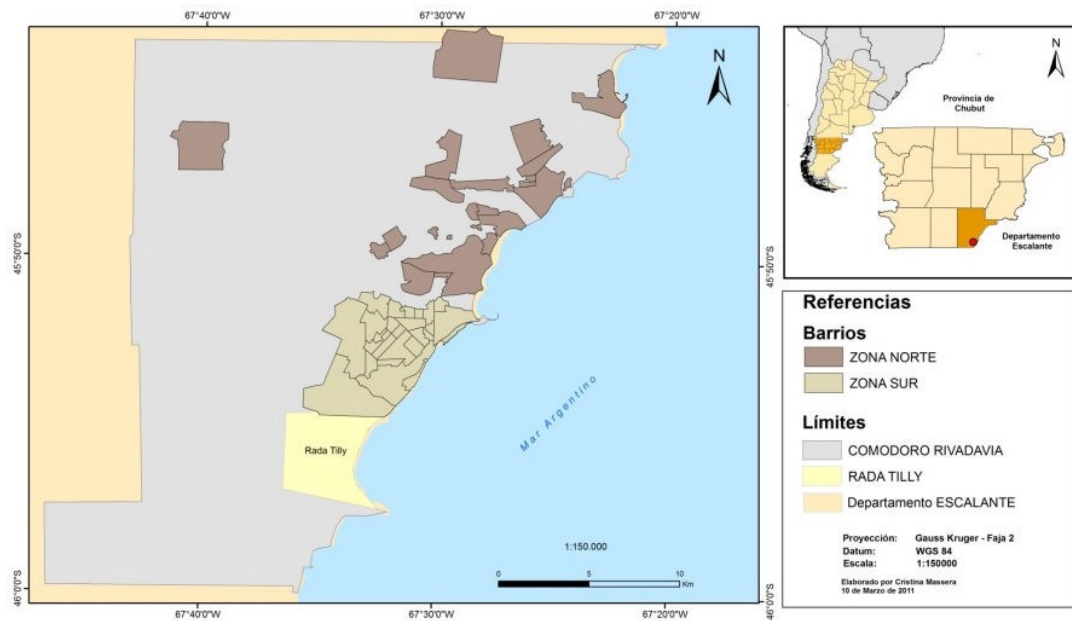 67°40'0"O
67°30'0"O
67°20'0"O
N
45°50'0"S
45°50'0"S
Rada Tilly
Mar Argentino
1:150.000
0 5 10
Km
46°0'0"S
46°0'0"S
67°40'0"O
67°30'0"O
67°20'0"O
N
Provincia de
Chubut
Departamento
Escalante
Referencias
Barrios
ZONA NORTE
ZONA SUR
Límites
COMODORO RIVADAVIA
RADA TILLY
Departamento ESCALANTE
Proyección: Gauss Kruger - Faja 2
Datum: WGS 84
Escala: 1:150000
Elaborado por Cristina Massera
10 de Marzo de 2011